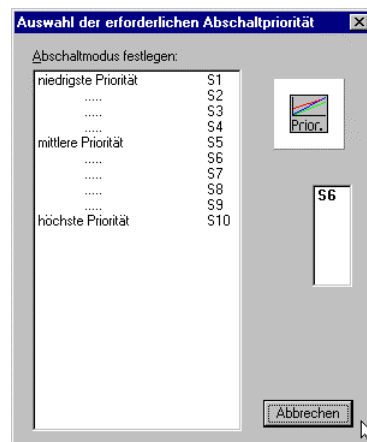 Auswahl der erforderlichen Abschaltpriorität
Abschaltmodus festlegen:
niedrigste Priorität S1
..... S2
..... S3
..... S4
mittlere Priorität S5
..... S6
..... S7
..... S8
..... S9
höchste Priorität S10
Prior.
S6
Abbrechen